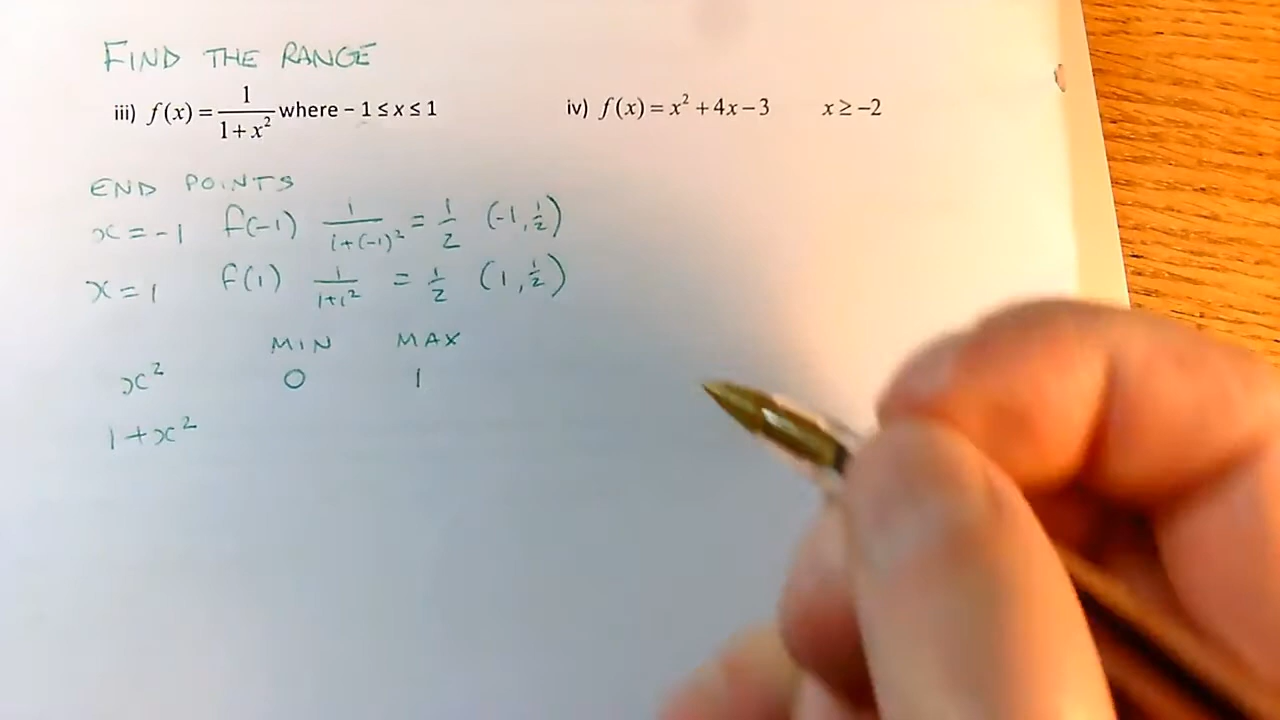 FIND THE RANGE
iii) f(x) = 1/(1 + x²) where − 1 ≤ x ≤ 1
iv) f(x) = x² + 4x − 3 x ≥ −2
END POINTS
x = −1 f(−1) 1/(1+(−1)²) = 1/2 (−1, 1/2)
x = 1 f(1) 1/(1+1²) = 1/2 (1, 1/2)
MIN MAX
x² 0 1
1+x²